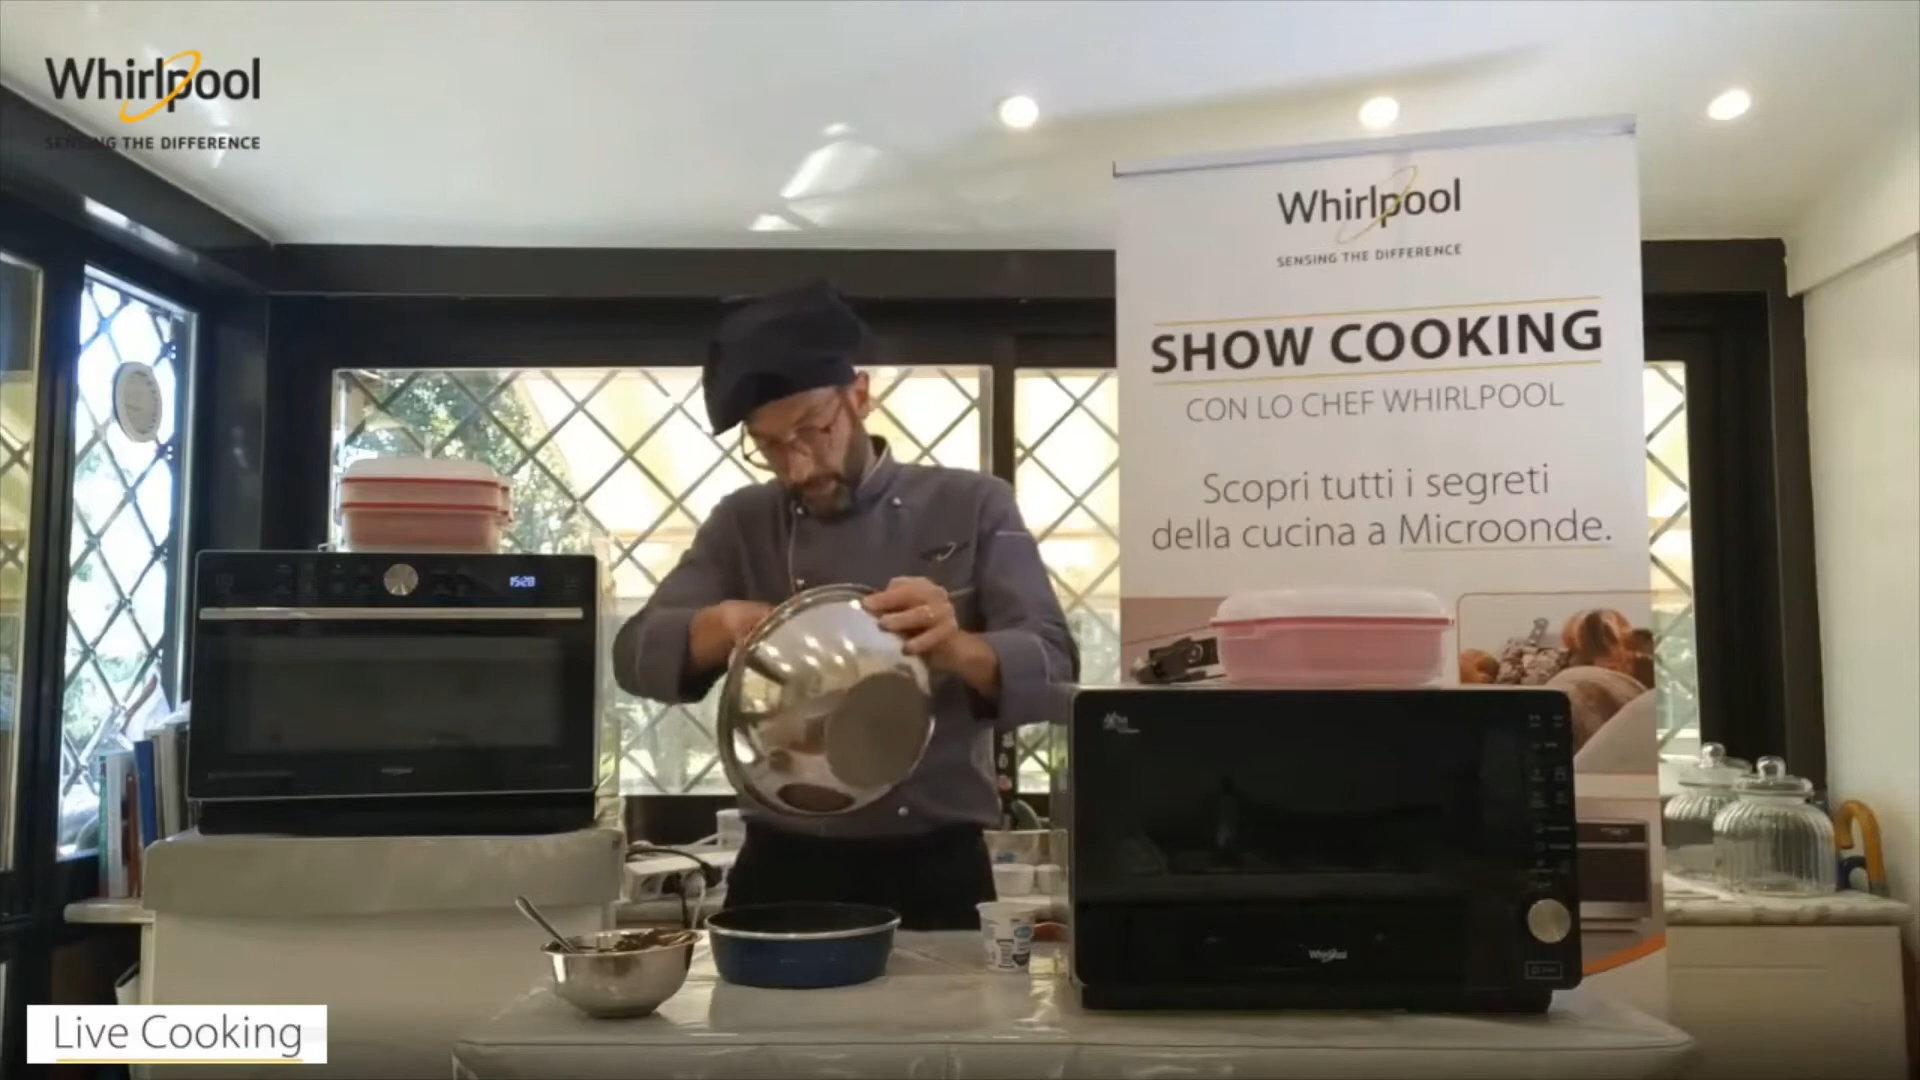 Whirlpool
SENSING THE DIFFERENCE
Whirlpool
SENSING THE DIFFERENCE
SHOW COOKING
CON LO CHEF WHIRLPOOL
Scopri tutti i segreti
della cucina a Microonde.
15:28
Whirlpool
Live Cooking